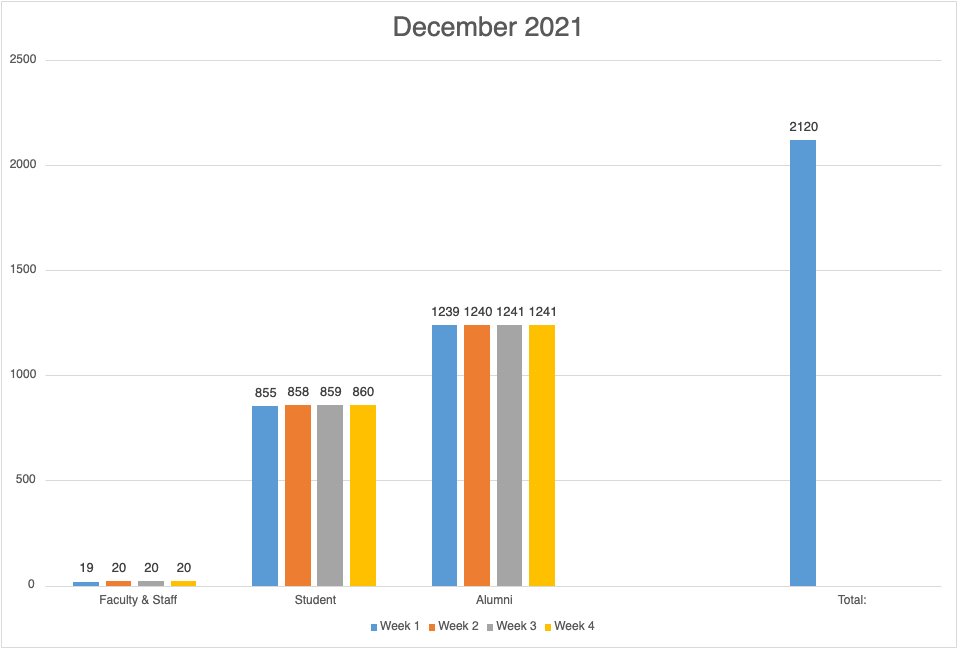 December 2021
2500
2120
2000
1500
1239 1240 1241 1241
1000
855 858 859 860
500
19 20 20 20
0
Faculty & Staff Student Alumni Total:
Week 1 Week 2 Week 3 Week 4